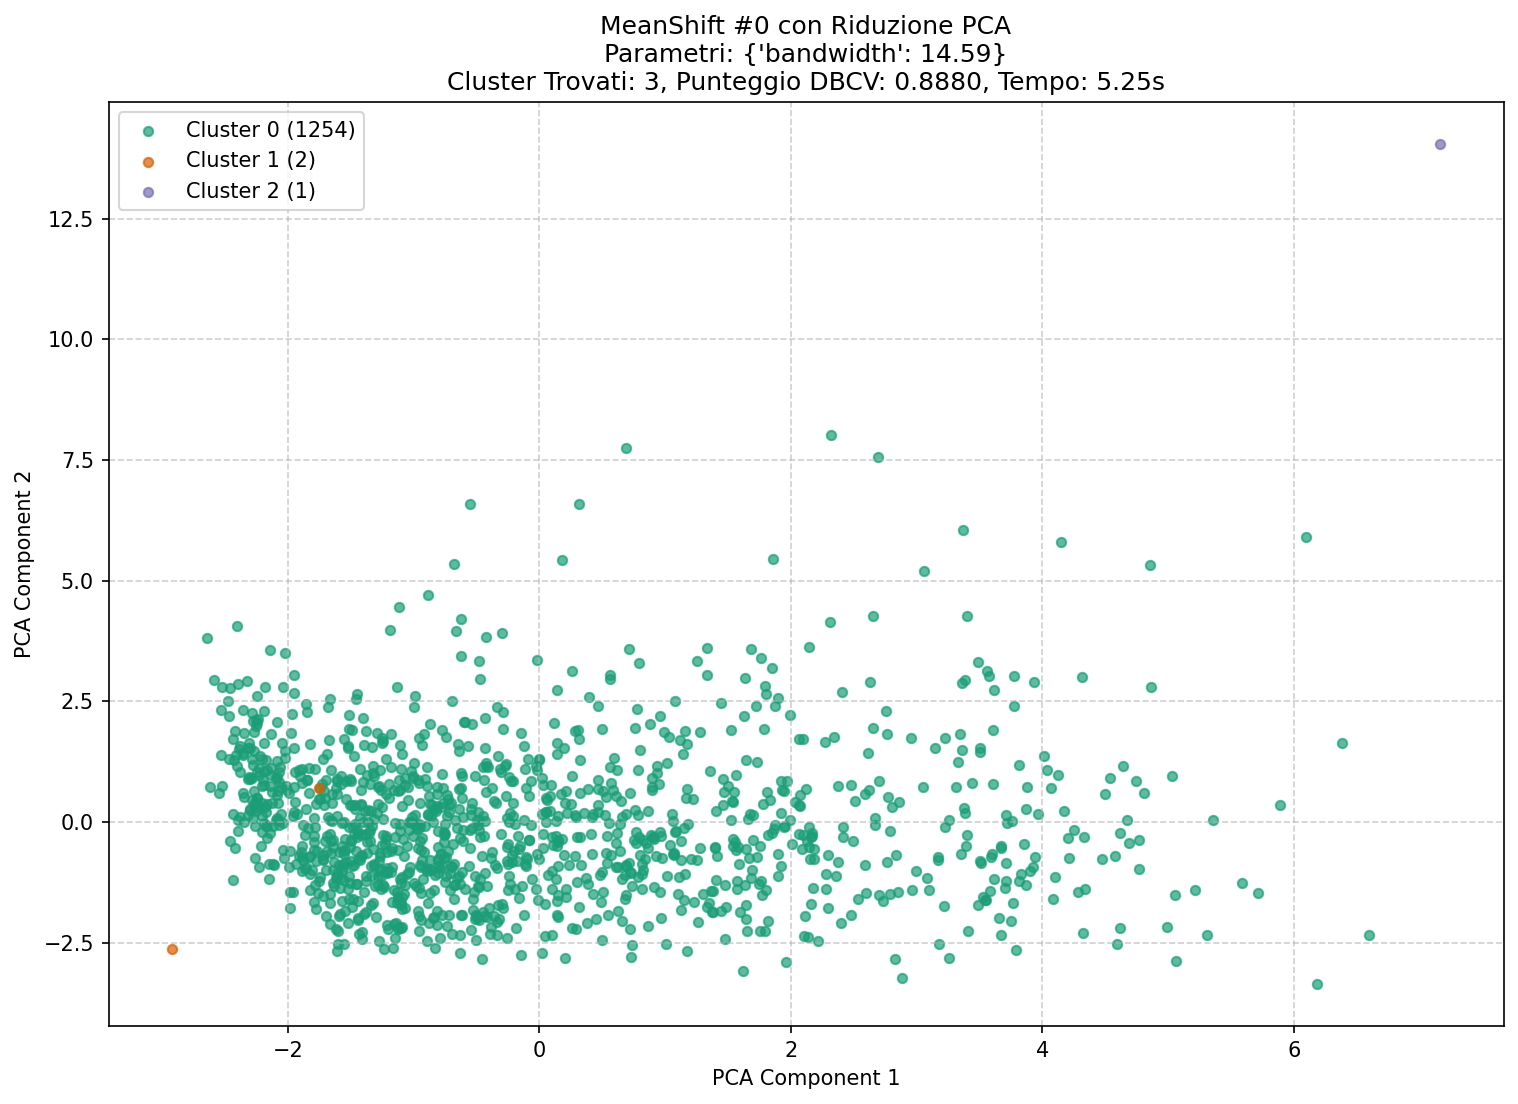 MeanShift #0 con Riduzione PCA
Parametri: {'bandwidth': 14.59}
Cluster Trovati: 3, Punteggio DBCV: 0.8880, Tempo: 5.25s
Cluster 0 (1254)
Cluster 1 (2)
Cluster 2 (1)
12.5
10.0
7.5
5.0
2.5
0.0
−2.5
PCA Component 2
−2
0
2
4
6
PCA Component 1